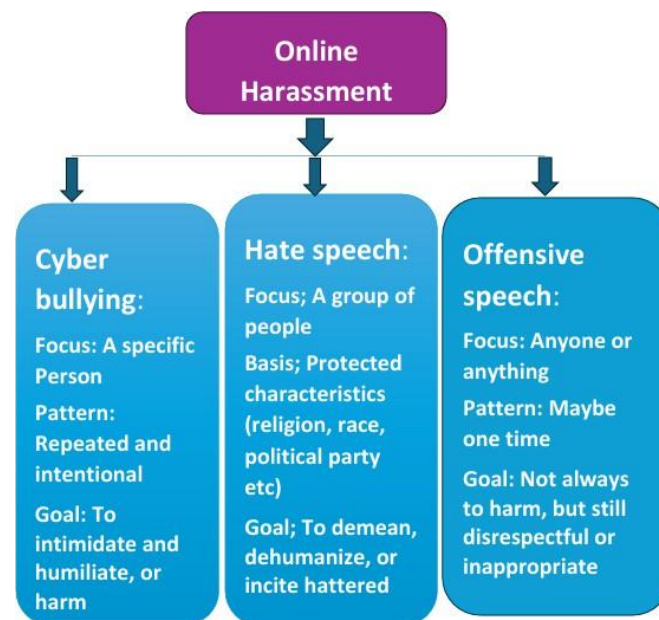 Online
Harassment
Cyber
bullying:
Focus: A specific
Person
Pattern:
Repeated and
intentional
Goal: To
intimidate and
humiliate, or
harm
Hate speech:
Focus; A group of
people
Basis; Protected
characteristics
(religion, race,
political party
etc)
Goal; To demean,
dehumanize, or
incite hattered
Offensive
speech:
Focus: Anyone or
anything
Pattern: Maybe
one time
Goal: Not always
to harm, but still
disrespectful or
inappropriate